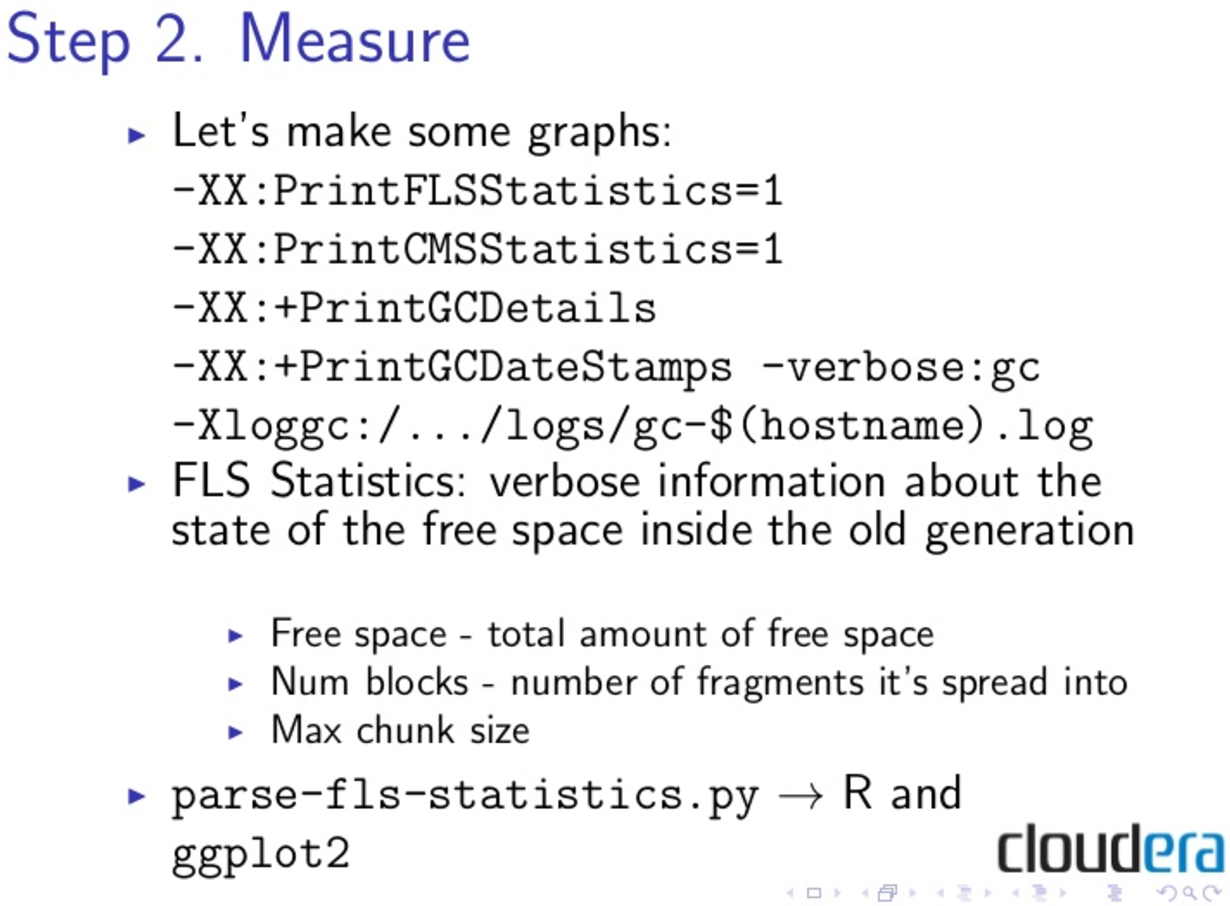 Step 2. Measure
Let's make some graphs:
-XX:PrintFLSStatistics=1
-XX:PrintCMSStatistics=1
-XX:+PrintGCDetails
-XX:+PrintGCDateStamps -verbose:gc
-Xloggc:/.../logs/gc-$(hostname).log
FLS Statistics: verbose information about the
state of the free space inside the old generation
Free space - total amount of free space
Num blocks - number of fragments it's spread into
Max chunk size
parse-fls-statistics.py → R and
ggplot2
cloudera